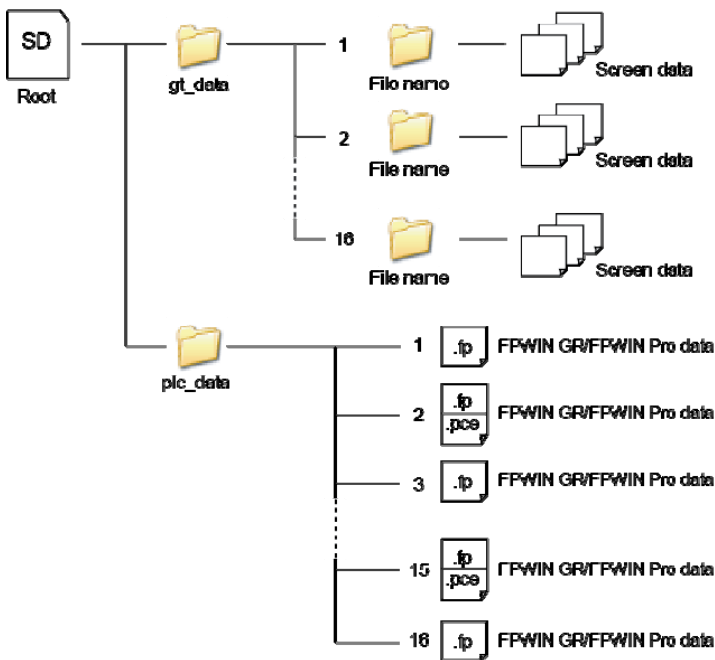 SD
Root
gt_data
1
File name
Screen data
2
File name
Screen data
16
File name
Screen data
plc_data
1
.fp
FPWIN GR/FPWIN Pro data
2
.fp
.pce
FPWIN GR/FPWIN Pro data
3
.fp
FPWIN GR/FPWIN Pro data
15
.fp
.pce
FPWIN GR/FPWIN Pro data
16
.fp
FPWIN GR/FPWIN Pro data